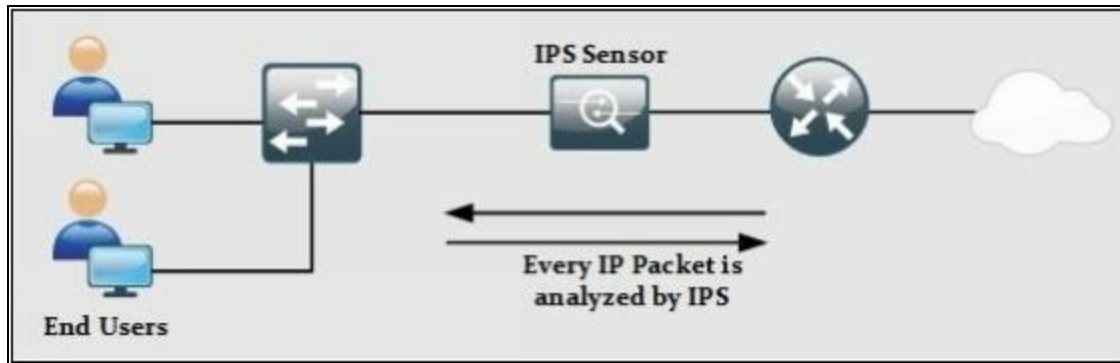 IPS Sensor
Every IP Packet is
analyzed by IPS
End Users